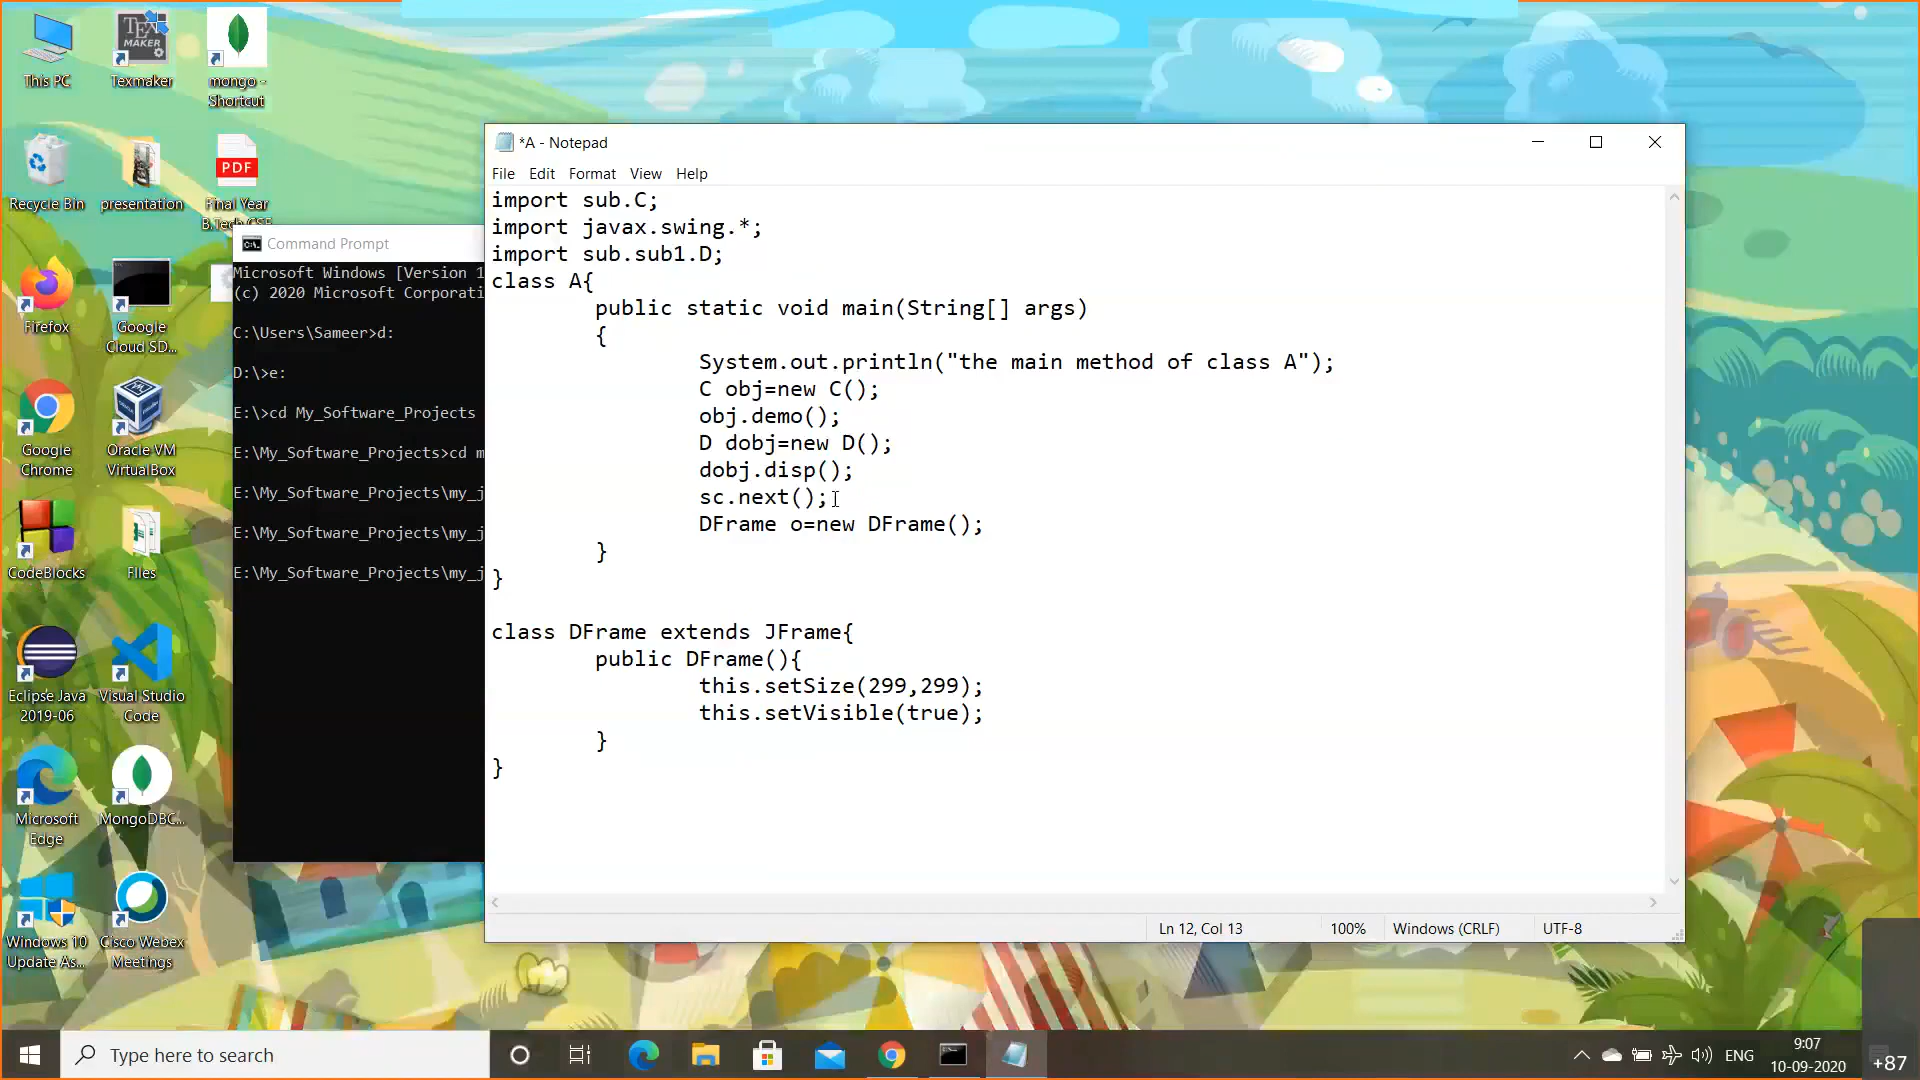 This PC
Texmaker
mongo -
Shortcut
TEX
MAKER
Recycle Bin
presentation
PDF
Final Year
B.Tech CSE
Firefox
Google
Cloud SD...
Google
Chrome
Oracle VM
VirtualBox
CodeBlocks
FIles
Eclipse Java
2019-06
Visual Studio
Code
Microsoft
Edge
MongoDBC...
Windows 10
Update As...
Cisco Webex
Meetings
Command Prompt
Microsoft Windows [Version 1
(c) 2020 Microsoft Corporati
C:\Users\Sameer>d:
D:\>e:
E:\>cd My_Software_Projects
E:\My_Software_Projects>cd m
E:\My_Software_Projects\my_j
E:\My_Software_Projects\my_j
E:\My_Software_Projects\my_j
*A - Notepad
File Edit Format View Help
import sub.C;
import javax.swing.*;
import sub.sub1.D;
class A{
public static void main(String[] args)
{
System.out.println("the main method of class A");
C obj=new C();
obj.demo();
D dobj=new D();
dobj.disp();
sc.next();
DFrame o=new DFrame();
}
}
class DFrame extends JFrame{
public DFrame(){
this.setSize(299,299);
this.setVisible(true);
}
}
Ln 12, Col 13 100% Windows (CRLF) UTF-8
Type here to search
ENG
9:07
10-09-2020
+87